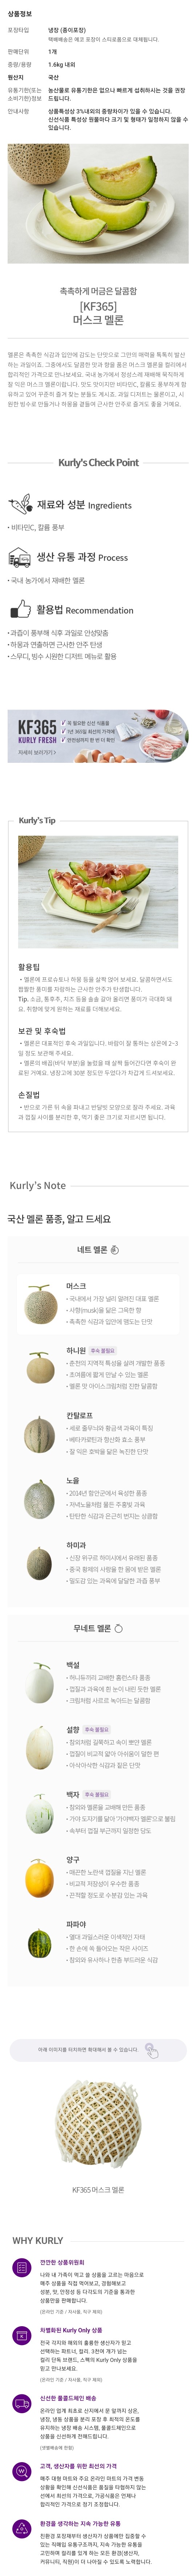 상품정보
포장타입 냉장 (종이포장)
택배배송은 에코 포장이 스티로폼으로 대체됩니다.
판매단위 1개
중량/용량 1.6kg 내외
원산지 국산
유통기한(또는 농산물로 유통기한은 없으나 빠르게 섭취하시는 것을 권장
소비기한)정보 드립니다.
안내사항 상품특성상 3%내외의 중량차이가 있을 수 있습니다.
신선식품 특성상 원물마다 크기 및 형태가 일정하지 않을 수
있습니다.
촉촉하게 머금은 달콤함
[KF365]
머스크 멜론
멜론은 촉촉한 식감과 입안에 감도는 단맛으로 그만의 매력을 톡톡히 발산
하는 과일이죠. 그중에서도 달콤한 맛과 향을 품은 머스크 멜론을 컬리에서
합리적인 가격으로 만나보세요. 국내 농가에서 정성스레 재배해 묵직하게
잘 익은 머스크 멜론이랍니다. 맛도 맛이지만 비타민C, 칼륨도 풍부하게 함
유하고 있어 꾸준히 즐겨 찾는 분들도 계시죠. 과일 디저트는 물론이고, 시
원한 빙수로 만들거나 하몽을 곁들여 근사한 안주로 즐겨도 좋을 거예요.
Kurly's Check Point
재료와 성분 Ingredients
• 비타민C, 칼륨 풍부
생산 유통 과정 Process
• 국내 농가에서 재배한 멜론
활용법 Recommendation
• 과즙이 풍부해 식후 과일로 안성맞춤
• 하몽과 연출하면 근사한 안주 탄생
• 스무디, 빙수 시원한 디저트 메뉴로 활용
KF365
KURLY FRESH
자세히 보러가기 >
꼭 필요한 신선 식품을
1년 365일 최선의 가격에
안전성까지 한 번 더 확인
Kurly's Tip
활용팁
• 멜론에 프로슈토나 하몽 등을 살짝 얹어 보세요. 달콤하면서도
짭짤한 풍미를 자랑하는 근사한 안주가 탄생합니다.
Tip. 소금, 통후추, 치즈 등을 솔솔 갈아 올리면 풍미가 극대화 돼
요. 취향에 맞게 원하는 재료를 더해보세요.
보관 및 후숙법
• 멜론은 대표적인 후숙 과일입니다. 바람이 잘 통하는 상온에 2~3
일 정도 보관해 주세요.
• 멜론의 배꼽(바닥 부분)을 눌렀을 때 살짝 들어간다면 후숙이 완
료된 거예요. 냉장고에 30분 정도만 두었다가 차갑게 드셔보세요.
손질법
• 반으로 가른 뒤 속을 파내고 반달썰 모양으로 잘라 주세요. 과육
과 껍질 사이를 분리한 후, 먹기 좋은 크기로 자르시면 됩니다.
Kurly's Note
국산 멜론 품종, 알고 드세요
네트 멜론
머스크
• 국내에서 가장 널리 알려진 대표 멜론
• 사향(musk)을 닮은 그윽한 향
• 촉촉한 식감과 입안에 맴도는 단맛
하니원 후숙 불필요
• 춘천의 지역적 특성을 살려 개발한 품종
• 초여름에 짧게 만날 수 있는 멜론
• 멜론 맛 아이스크림처럼 진한 달콤함
칸탈로프
• 세로 줄무늬와 황금색 과육이 특징
• 베타카로틴과 항산화 효소 풍부
• 잘 익은 호박을 닮은 녹진한 단맛
노을
• 2014년 함안군에서 육성한 품종
• 저녁노을처럼 물든 주홍빛 과육
• 탄탄한 식감과 은근히 번지는 상큼함
하미과
• 신장 위구르 하미시에서 유래된 품종
• 중국 황제의 사랑을 한 몸에 받은 멜론
• 밀도감 있는 과육에 달달한 과즙 풍부
무네트 멜론
백설
• 허니듀끼리 교배한 홈런스타 품종
• 껍질과 과육에 흰 눈이 내린 듯한 멜론
• 크림처럼 사르르 녹아드는 달콤함
설향 후숙 불필요
• 참외처럼 길쭉하고 속이 뽀얀 멜론
• 껍질이 비교적 얇아 아쉬움이 덜한 편
• 아삭아삭한 식감과 짙은 단맛
백자 후숙 불필요
• 참외와 멜론을 교배해 만든 품종
• 가야 도자기를 닮아 '가야백자 멜론'으로 불림
• 속부터 껍질 부근까지 일정한 당도
양구
• 매끈한 노란색 껍질을 지닌 멜론
• 비교적 저장성이 우수한 품종
• 끈적할 정도로 수분감 있는 과육
파파야
• 열대 과일스러운 이색적인 자태
• 한 손에 쏙 들어오는 작은 사이즈
• 참외와 유사하나 한층 부드러운 식감
아래 이미지를 터치하면 확대해서 볼 수 있습니다.
KF365 머스크 멜론
WHY KURLY
깐깐한 상품위원회
나와 내 가족이 먹고 쓸 상품을 고르는 마음으로
매주 상품을 직접 먹어보고, 경험해보고
성분, 맛, 안정성 등 다각도의 기준을 통과한
상품만을 판매합니다.
(온라인 기준 / 자사몰, 직구 제외)
차별화된 Kurly Only 상품
전국 각지와 해외의 훌륭한 생산자가 믿고
선택하는 파트너, 컬리. 3천여 개가 넘는
컬리 단독 브랜드, 스펙의 Kurly Only 상품을
믿고 만나보세요.
(온라인 기준 / 자사몰, 직구 제외)
신선한 풀콜드체인 배송
온라인 업계 최초로 산지에서 문 앞까지 상온,
냉장, 냉동 상품을 분리 포장 후 최적의 온도를
유지하는 냉장 배송 시스템, 풀콜드체인으로
상품을 신선하게 전해드립니다.
(샛별배송에 한함)
고객, 생산자를 위한 최선의 가격
매주 대형 마트와 주요 온라인 마트의 가격 변동
상황을 확인해 신선식품은 품질을 타협하지 않는
선에서 최선의 가격으로, 가공식품은 언제나
합리적인 가격으로 정기 조정합니다.
환경을 생각하는 지속 가능한 유통
친환경 포장재부터 생산자가 상품에만 집중할 수
있는 직매입 유통구조까지, 지속 가능한 유통을
고민하며 컬리를 있게 하는 모든 환경(생산자,
커뮤니티, 직원)이 더 나아질 수 있도록 노력합니다.